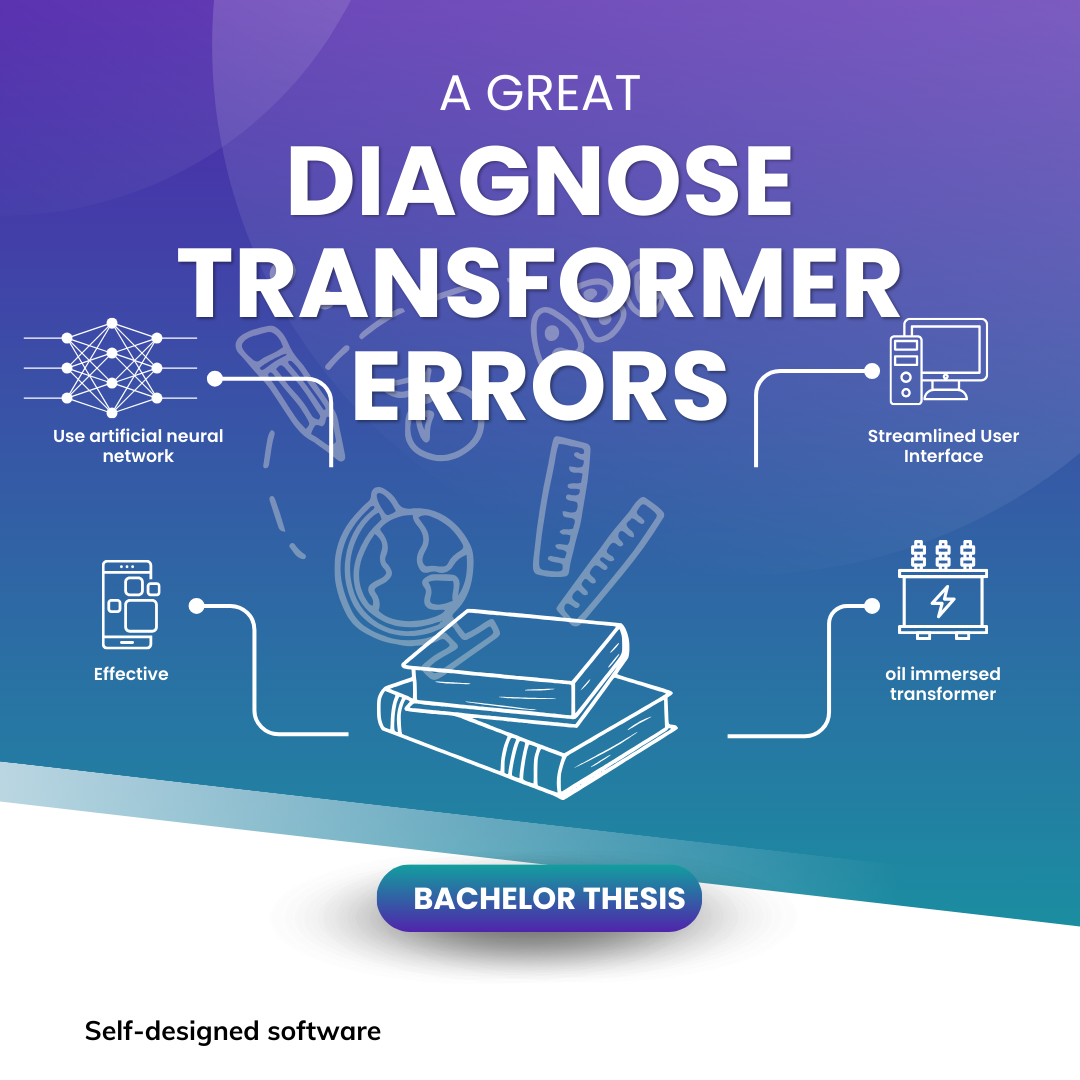 A GREAT
DIAGNOSE
TRANSFORMER
ERRORS
Use artificial neural
network
Streamlined User
Interface
Effective
oil immersed
transformer
BACHELOR THESIS
Self-designed software